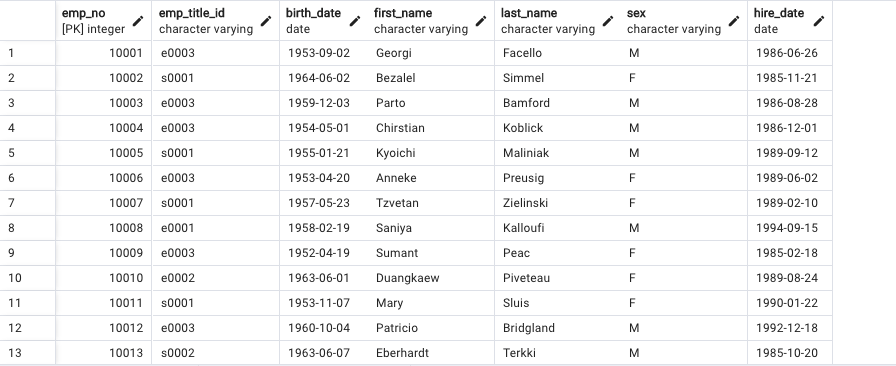 emp_no emp_title_id birth_date first_name last_name sex hire_date
[PK] integer character varying date character varying character varying character varying date
1 10001 e0003 1953-09-02 Georgi Facello M 1986-06-26
2 10002 s0001 1964-06-02 Bezalel Simmel F 1985-11-21
3 10003 e0003 1959-12-03 Parto Bamford M 1986-08-28
4 10004 e0003 1954-05-01 Chirstian Koblick M 1986-12-01
5 10005 s0001 1955-01-21 Kyoichi Maliniak M 1989-09-12
6 10006 e0003 1953-04-20 Anneke Preusig F 1989-06-02
7 10007 s0001 1957-05-23 Tzvetan Zielinski F 1989-02-10
8 10008 e0001 1958-02-19 Saniya Kalloufi M 1994-09-15
9 10009 e0003 1952-04-19 Sumant Peac F 1985-02-18
10 10010 e0002 1963-06-01 Duangkaew Piveteau F 1989-08-24
11 10011 s0001 1953-11-07 Mary Sluis F 1990-01-22
12 10012 e0003 1960-10-04 Patricio Bridgland M 1992-12-18
13 10013 s0002 1963-06-07 Eberhardt Terkki M 1985-10-20